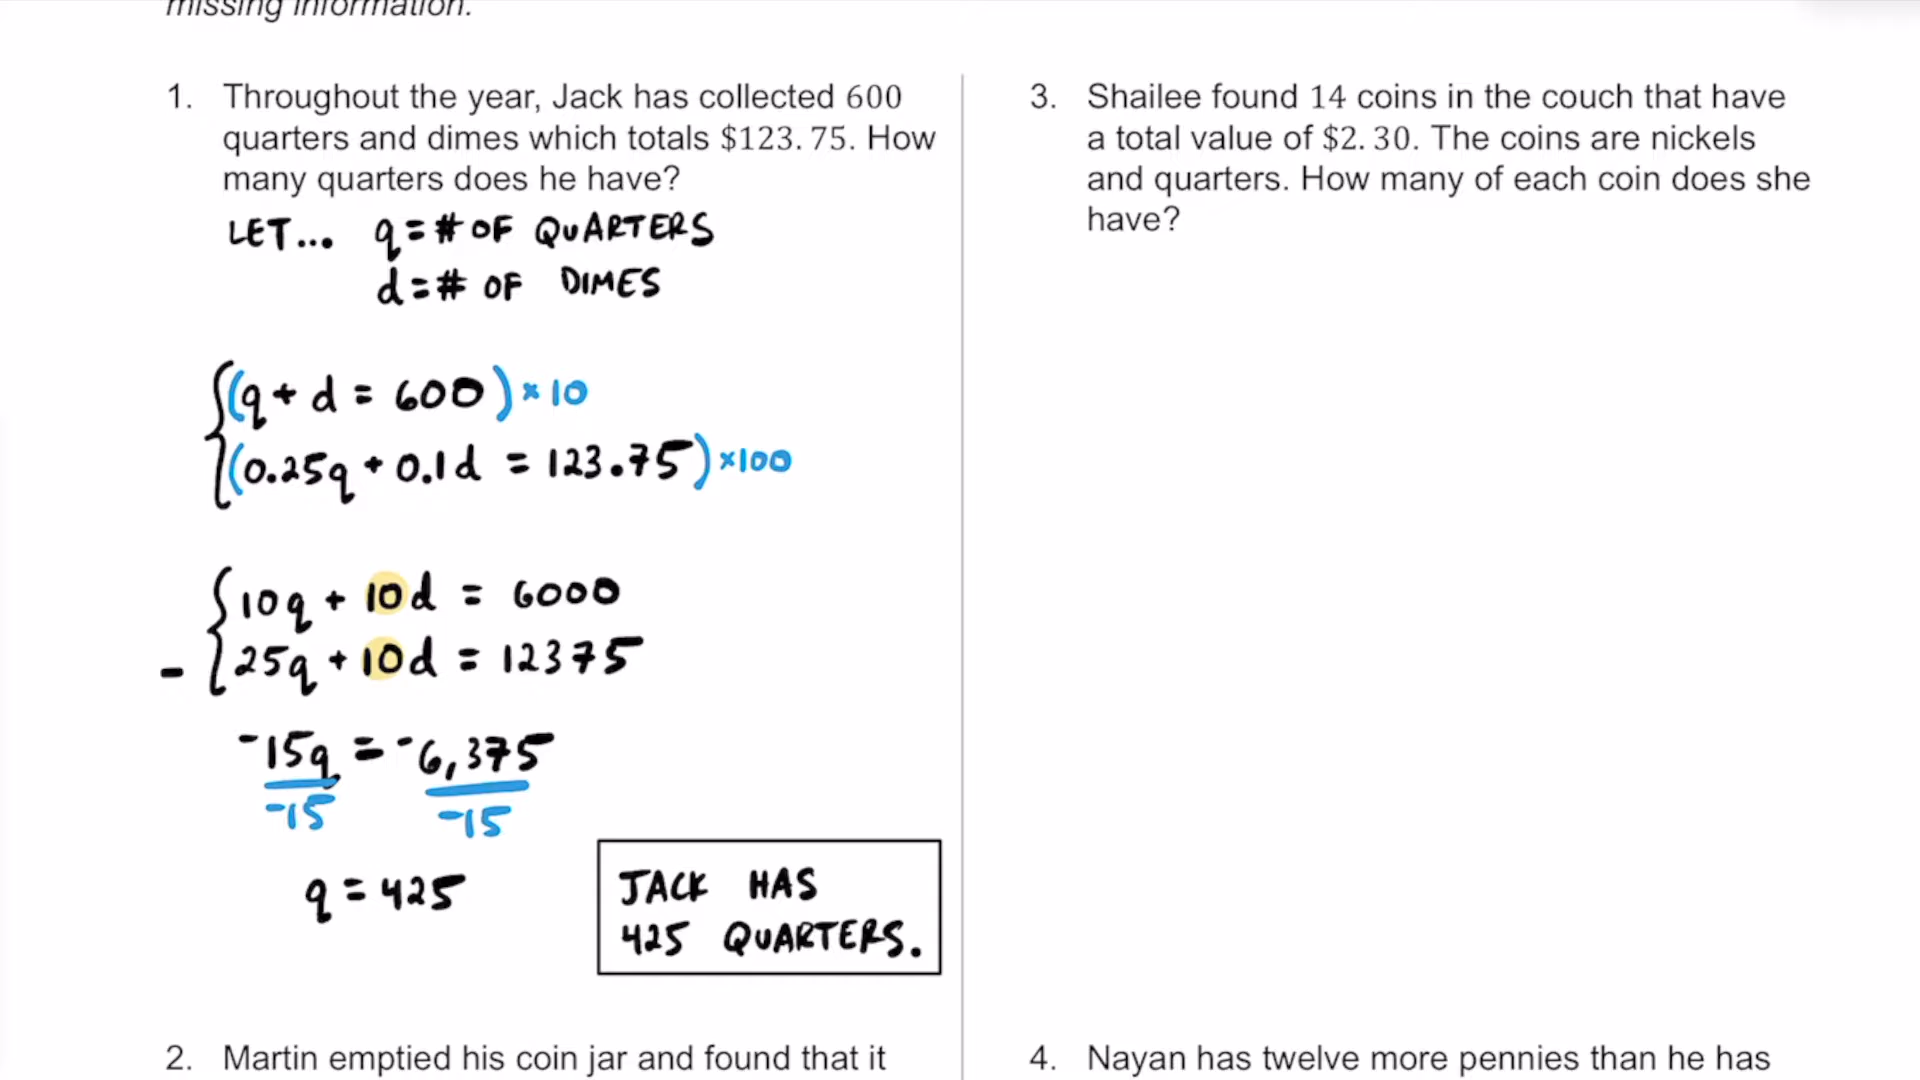 missing information.
1. Throughout the year, Jack has collected 600
quarters and dimes which totals $123.75. How
many quarters does he have?
LET... q = # OF QUARTERS
d = # OF DIMES
(q + d = 600) × 10
(0.25q + 0.1d = 123.75) ×100
10q + 10d = 6000
- 25q + 10d = 12375
-15q = -6,375
-15 -15
q = 425
JACK HAS
425 QUARTERS.
2. Martin emptied his coin jar and found that it
3. Shailee found 14 coins in the couch that have
a total value of $2.30. The coins are nickels
and quarters. How many of each coin does she
have?
4. Nayan has twelve more pennies than he has